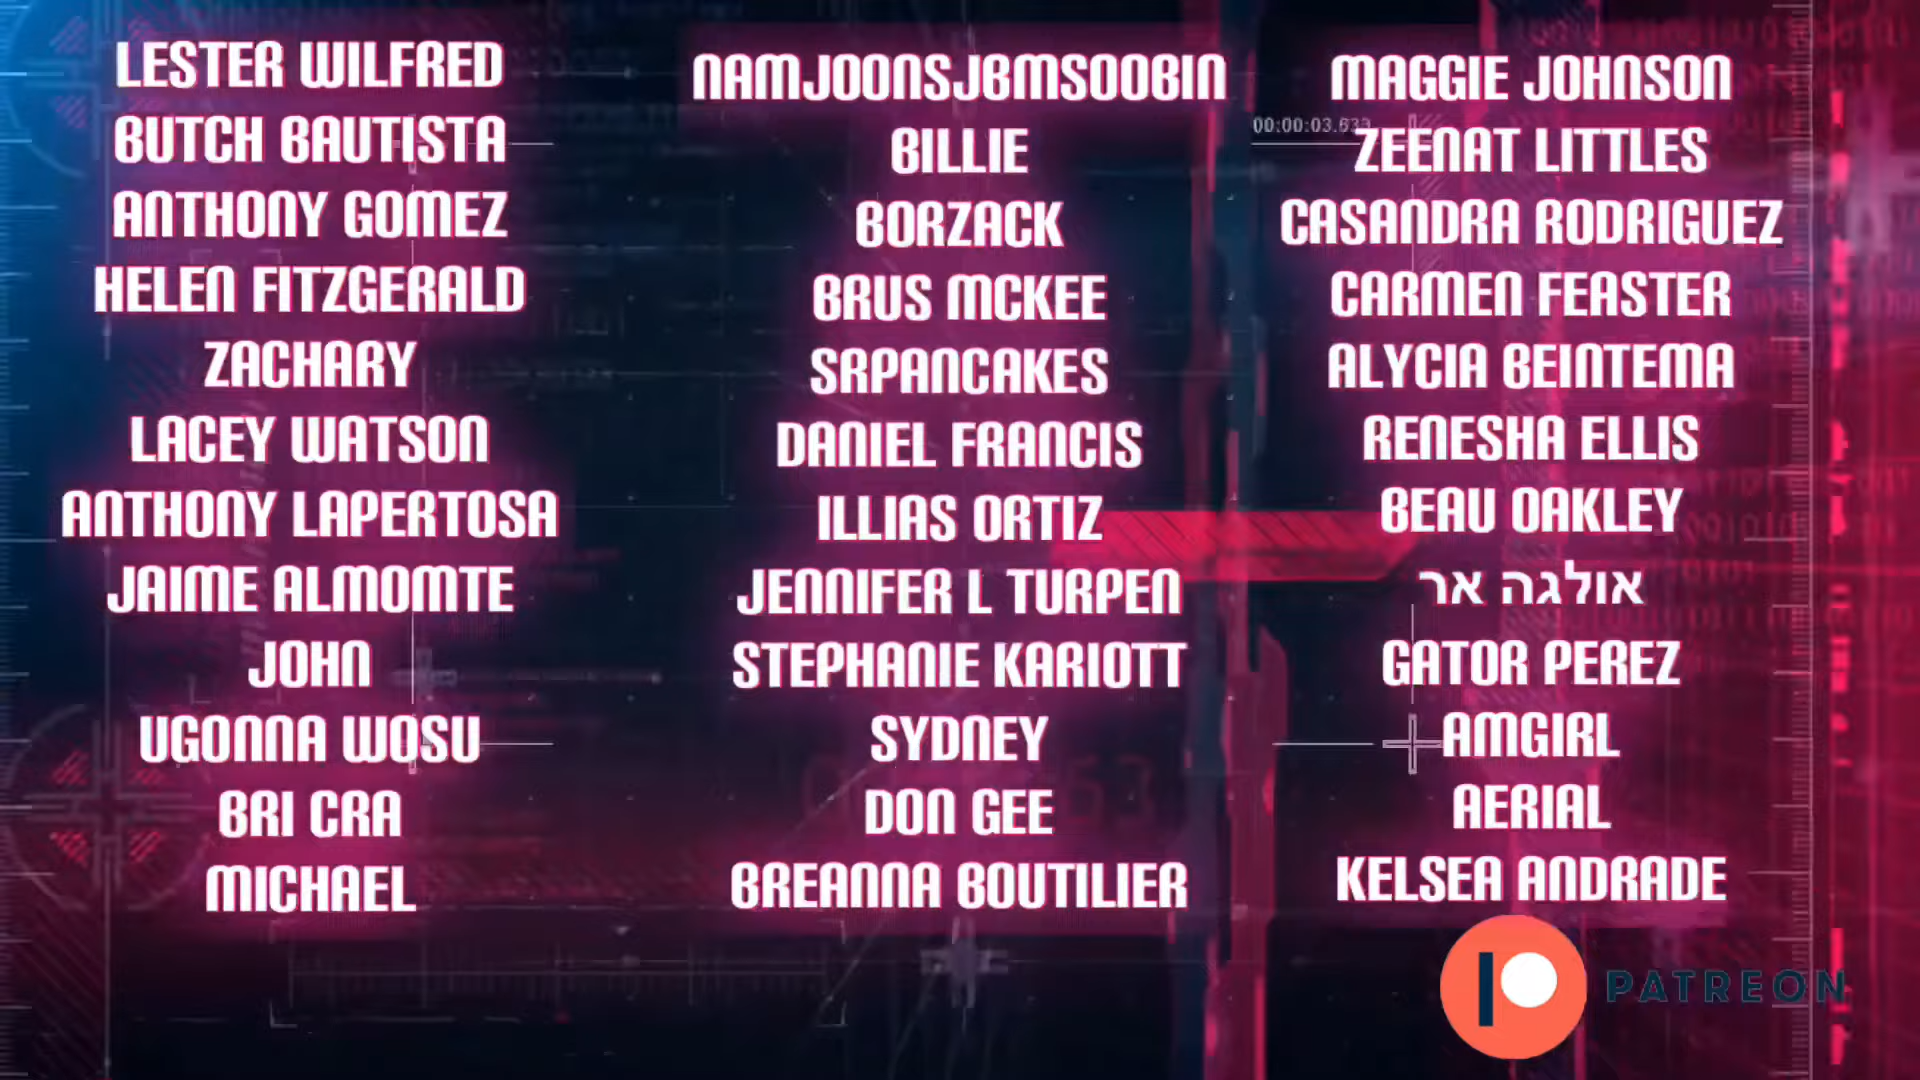 LESTER WILFRED
BUTCH BAUTISTA
ANTHONY GOMEZ
HELEN FITZGERALD
ZACHARY
LACEY WATSON
ANTHONY LAPERTOSA
JAIME ALMOMTE
JOHN
UGONNA WOSU
BRI CRA
MICHAEL
NAMJOONSJBMSOOBIN
BILLIE
BORZACK
BRUS MCKEE
SRPANCAKES
DANIEL FRANCIS
ILLIAS ORTIZ
JENNIFER L TURPEN
STEPHANIE KARIOTT
SYDNEY
DON GEE
BREANNA BOUTILIER
00:00:03.633
MAGGIE JOHNSON
ZEENAT LITTLES
CASANDRA RODRIGUEZ
CARMEN FEASTER
ALYCIA BEINTEMA
RENESHA ELLIS
BEAU OAKLEY
אולגה אר
GATOR PEREZ
AMGIRL
AERIAL
KELSEA ANDRADE
PATREON